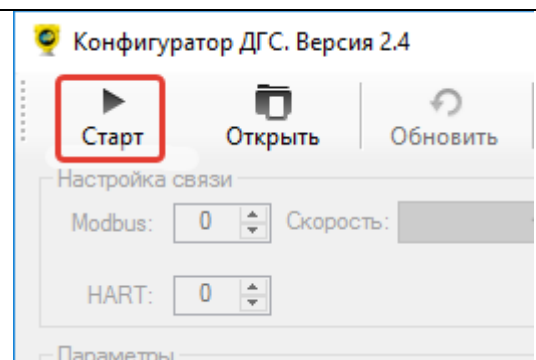 Конфигуратор ДГС. Версия 2.4
Старт Открыть Обновить
Настройка связи
Modbus: 0 Скорость:
HART: 0
Параметры